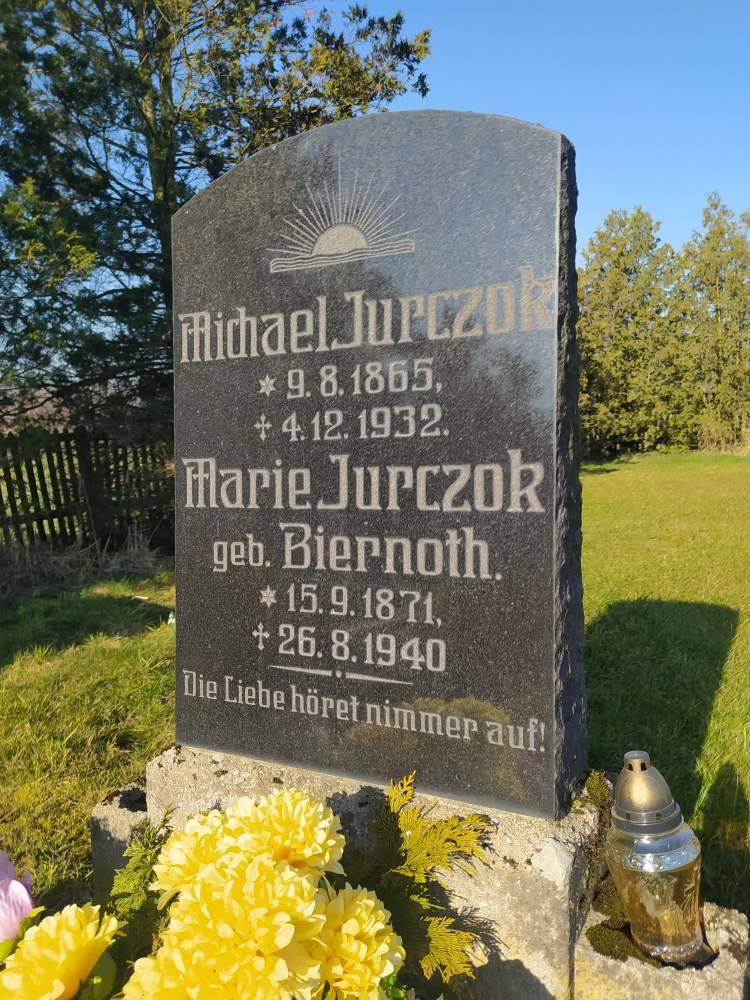 Michael Jurczok
* 9. 8. 1865,
✝ 4. 12. 1932.
Marie Jurczok
geb. Biernoth.
* 15. 9. 1871,
✝ 26. 8. 1940
Die Liebe höret nimmer auf!